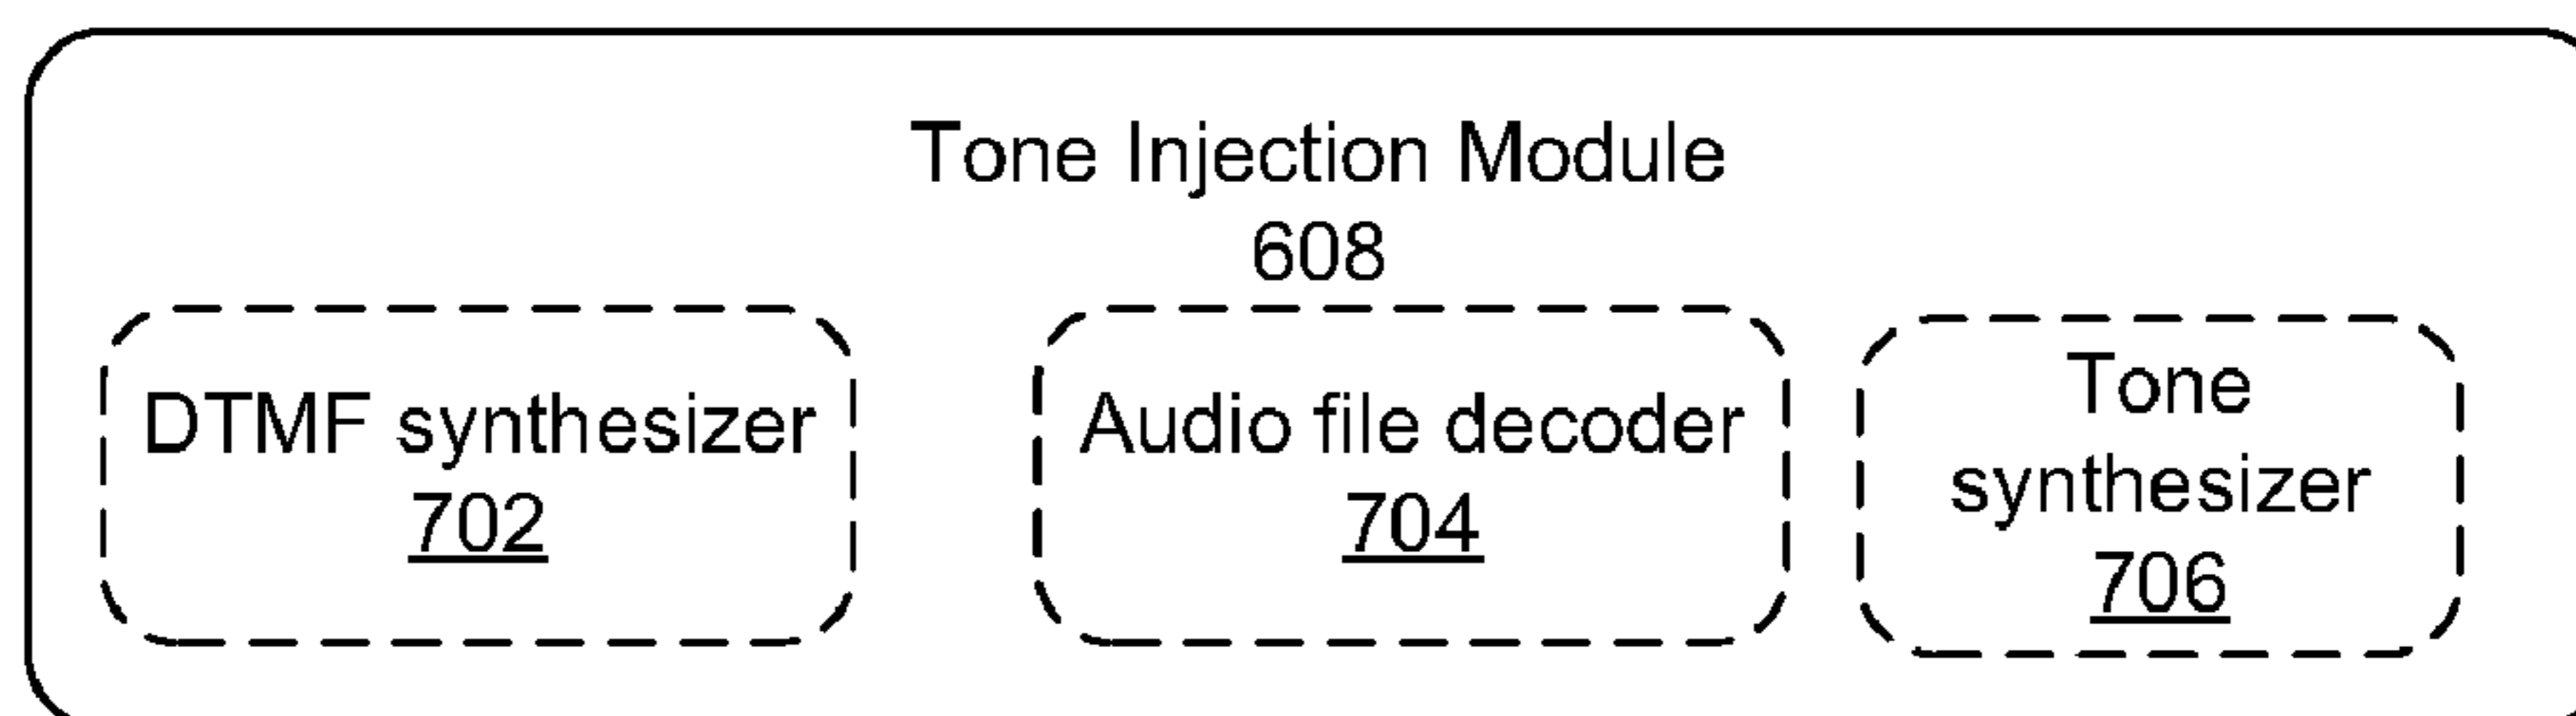 Tone Injection Module
608
DTMF synthesizer
702
Audio file decoder
704
Tone
synthesizer
706